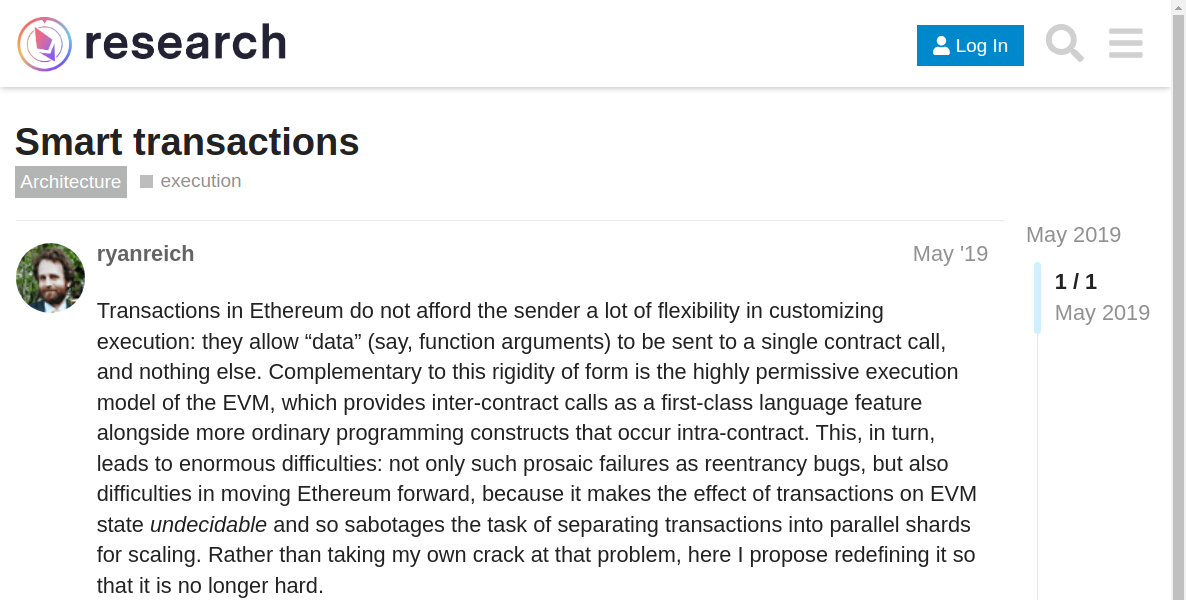 research
Log In
Smart transactions
Architecture
execution
ryanreich
May '19
Transactions in Ethereum do not afford the sender a lot of flexibility in customizing
execution: they allow “data” (say, function arguments) to be sent to a single contract call,
and nothing else. Complementary to this rigidity of form is the highly permissive execution
model of the EVM, which provides inter-contract calls as a first-class language feature
alongside more ordinary programming constructs that occur intra-contract. This, in turn,
leads to enormous difficulties: not only such prosaic failures as reentrancy bugs, but also
difficulties in moving Ethereum forward, because it makes the effect of transactions on EVM
state undecidable and so sabotages the task of separating transactions into parallel shards
for scaling. Rather than taking my own crack at that problem, here I propose redefining it so
that it is no longer hard.
May 2019
1 / 1
May 2019